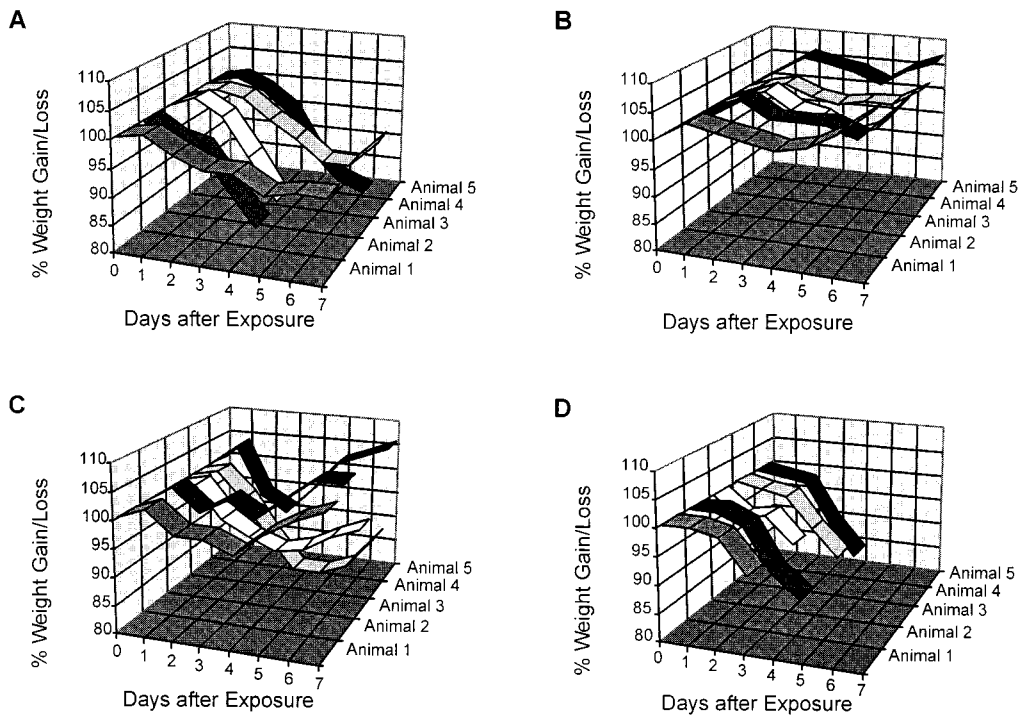 A
% Weight Gain/Loss
110
105
100
95
90
85
80
0 1 2 3 4 5 6 7
Days after Exposure
Animal 5
Animal 4
Animal 3
Animal 2
Animal 1
B
% Weight Gain/Loss
110
105
100
95
90
85
80
0 1 2 3 4 5 6 7
Days after Exposure
Animal 5
Animal 4
Animal 3
Animal 2
Animal 1
C
% Weight Gain/Loss
110
105
100
95
90
85
80
0 1 2 3 4 5 6 7
Days after Exposure
Animal 5
Animal 4
Animal 3
Animal 2
Animal 1
D
% Weight Gain/Loss
110
105
100
95
90
85
80
0 1 2 3 4 5 6 7
Days after Exposure
Animal 5
Animal 4
Animal 3
Animal 2
Animal 1